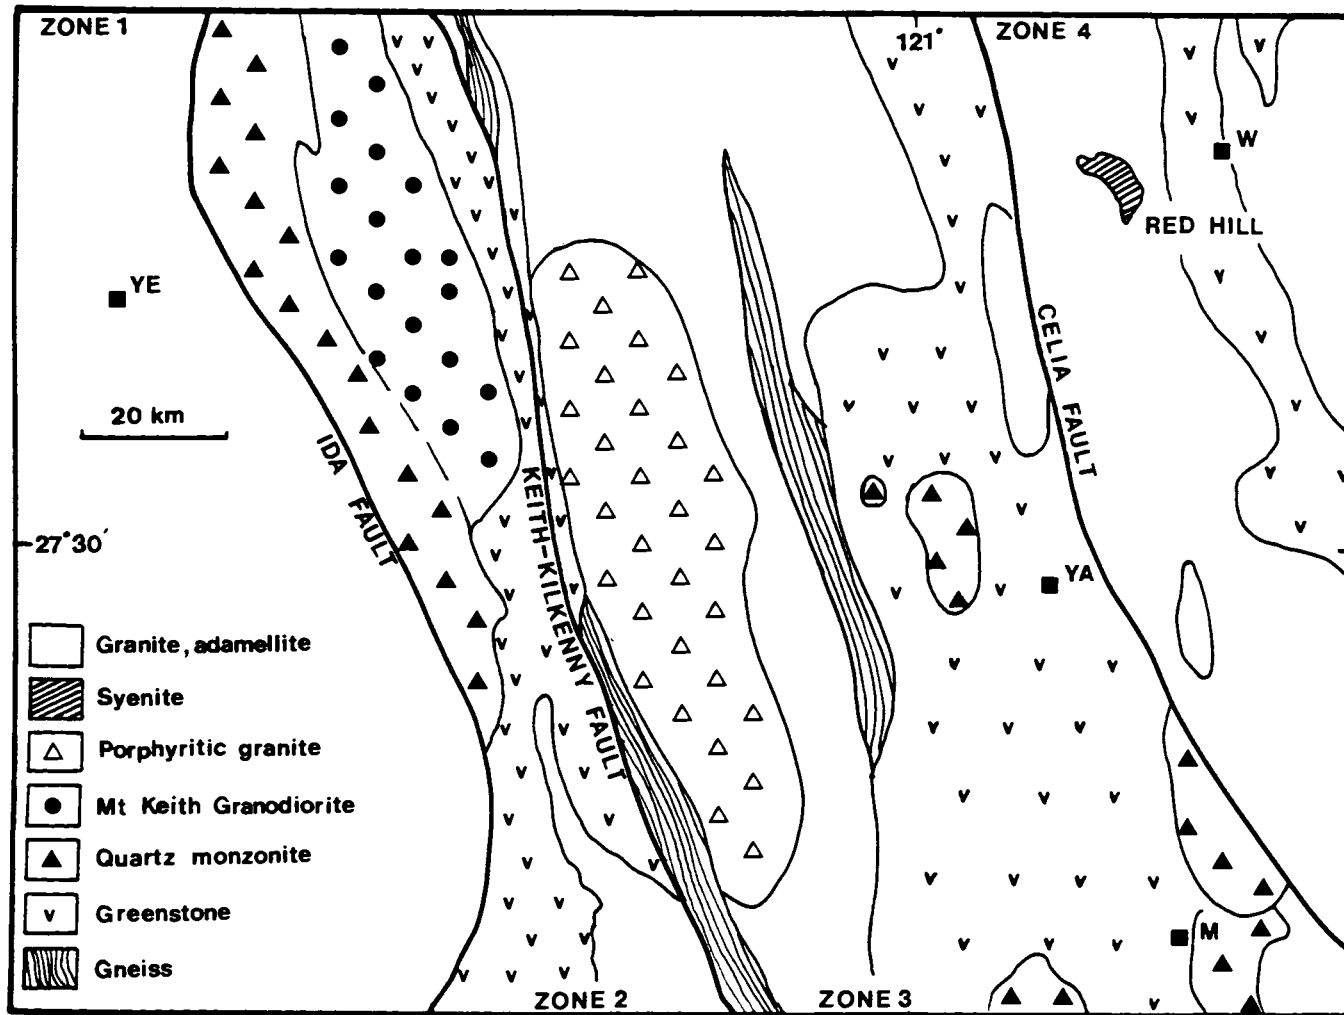 ZONE 1
121°
ZONE 4
W
RED HILL
YE
20 km
IDA FAULT
KEITH-KILKENNY FAULT
CELIA FAULT
27°30'
YA
Granite, adamellite
Syenite
Porphyritic granite
Mt Keith Granodiorite
Quartz monzonite
Greenstone
Gneiss
M
ZONE 2
ZONE 3